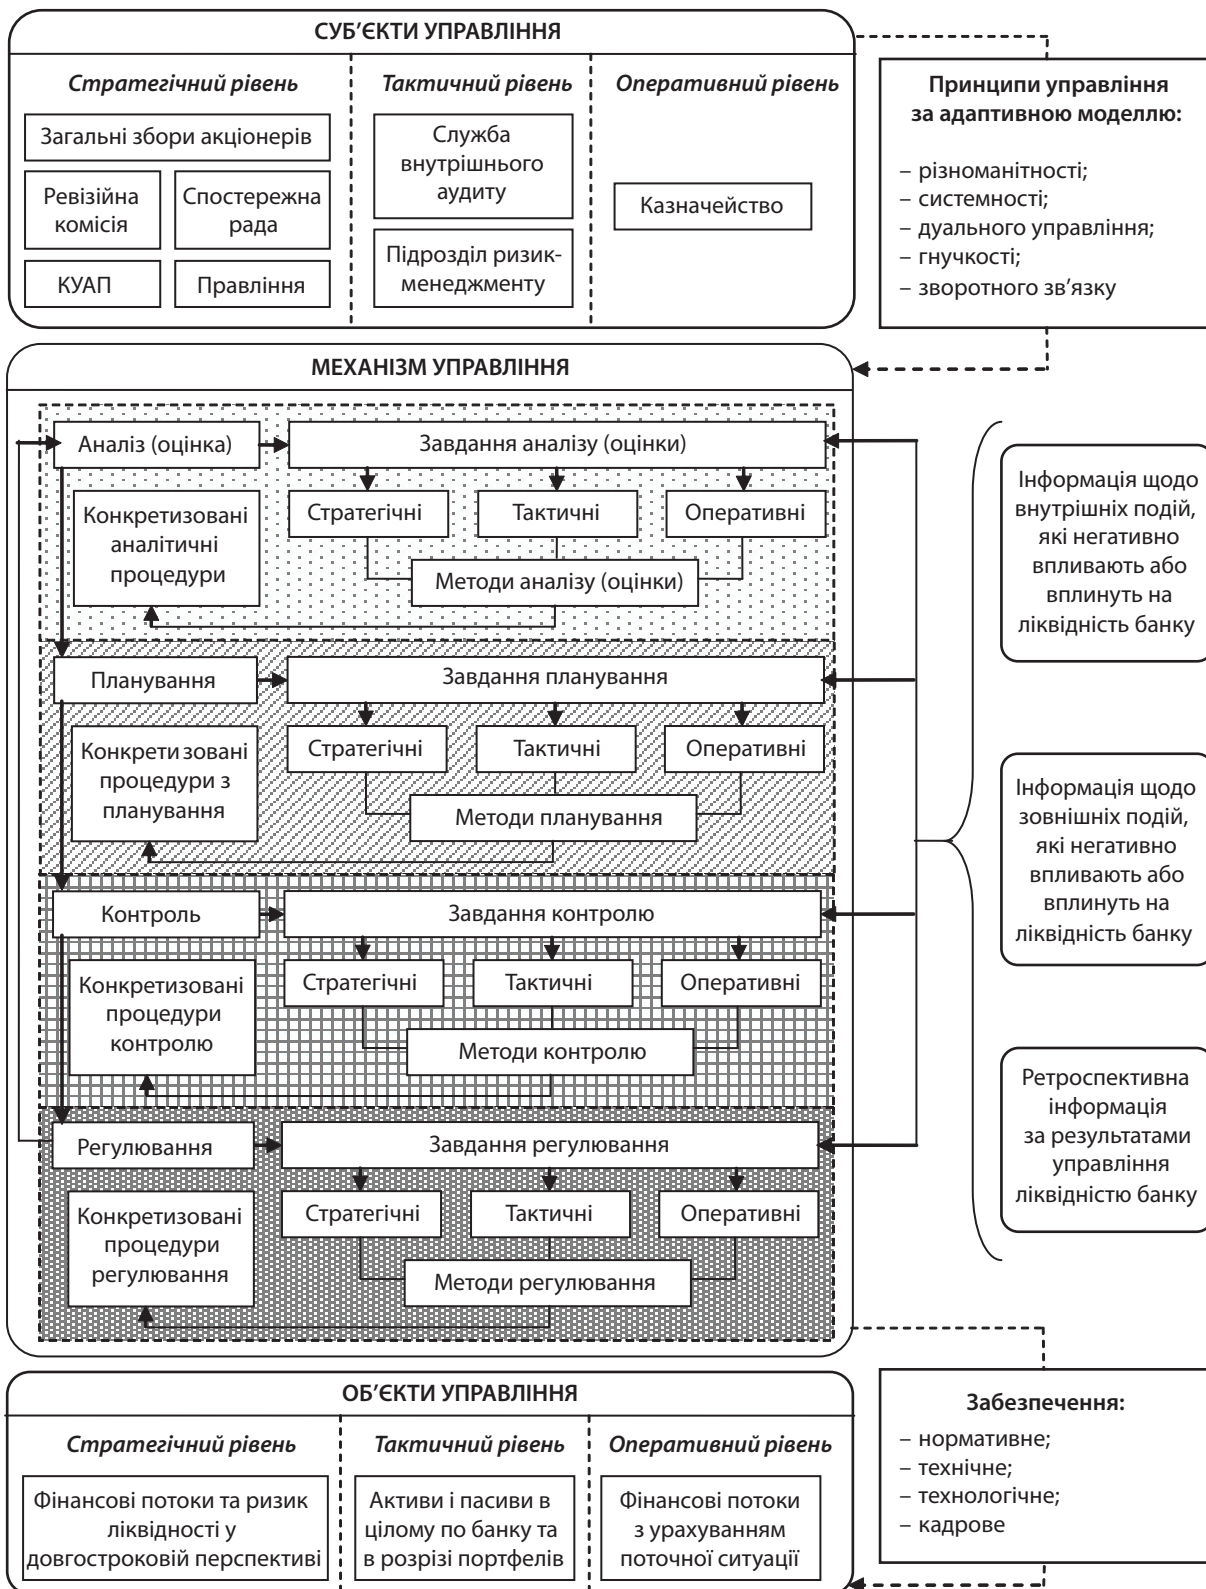 СУБ’ЄКТИ УПРАВЛІННЯ
Стратегічний рівень
Загальні збори акціонерів
Ревізійна
комісія
Спостережна
рада
КУАП
Правління
Тактичний рівень
Служба
внутрішнього
аудиту
Підрозділ ризик-
менеджменту
Оперативний рівень
Казначейство
Принципи управління
за адаптивною моделлю:
– різноманітності;
– системності;
– дуального управління;
– гнучкості;
– зворотного зв’язку
МЕХАНІЗМ УПРАВЛІННЯ
Аналіз (оцінка)
Завдання аналізу (оцінки)
Конкретизовані
аналітичні
процедури
Стратегічні
Тактичні
Оперативні
Методи аналізу (оцінки)
Планування
Завдання планування
Конкрети зовані
процедури з
планування
Стратегічні
Тактичні
Оперативні
Методи планування
Контроль
Завдання контролю
Конкретизовані
процедури
контролю
Стратегічні
Тактичні
Оперативні
Методи контролю
Регулювання
Завдання регулювання
Конкретизовані
процедури
регулювання
Стратегічні
Тактичні
Оперативні
Методи регулювання
Інформація щодо
внутрішніх подій,
які негативно
впливають або
вплинуть на
ліквідність банку
Інформація щодо
зовнішніх подій,
які негативно
впливають або
вплинуть на
ліквідність банку
Ретроспективна
інформація
за результатами
управління
ліквідністю банку
ОБ’ЄКТИ УПРАВЛІННЯ
Стратегічний рівень
Фінансові потоки та ризик
ліквідності у
довгостроковій перспективі
Тактичний рівень
Активи і пасиви в
цілому по банку та
в розрізі портфелів
Оперативний рівень
Фінансові потоки
з урахуванням
поточної ситуації
Забезпечення:
– нормативне;
– технічне;
– технологічне;
– кадрове